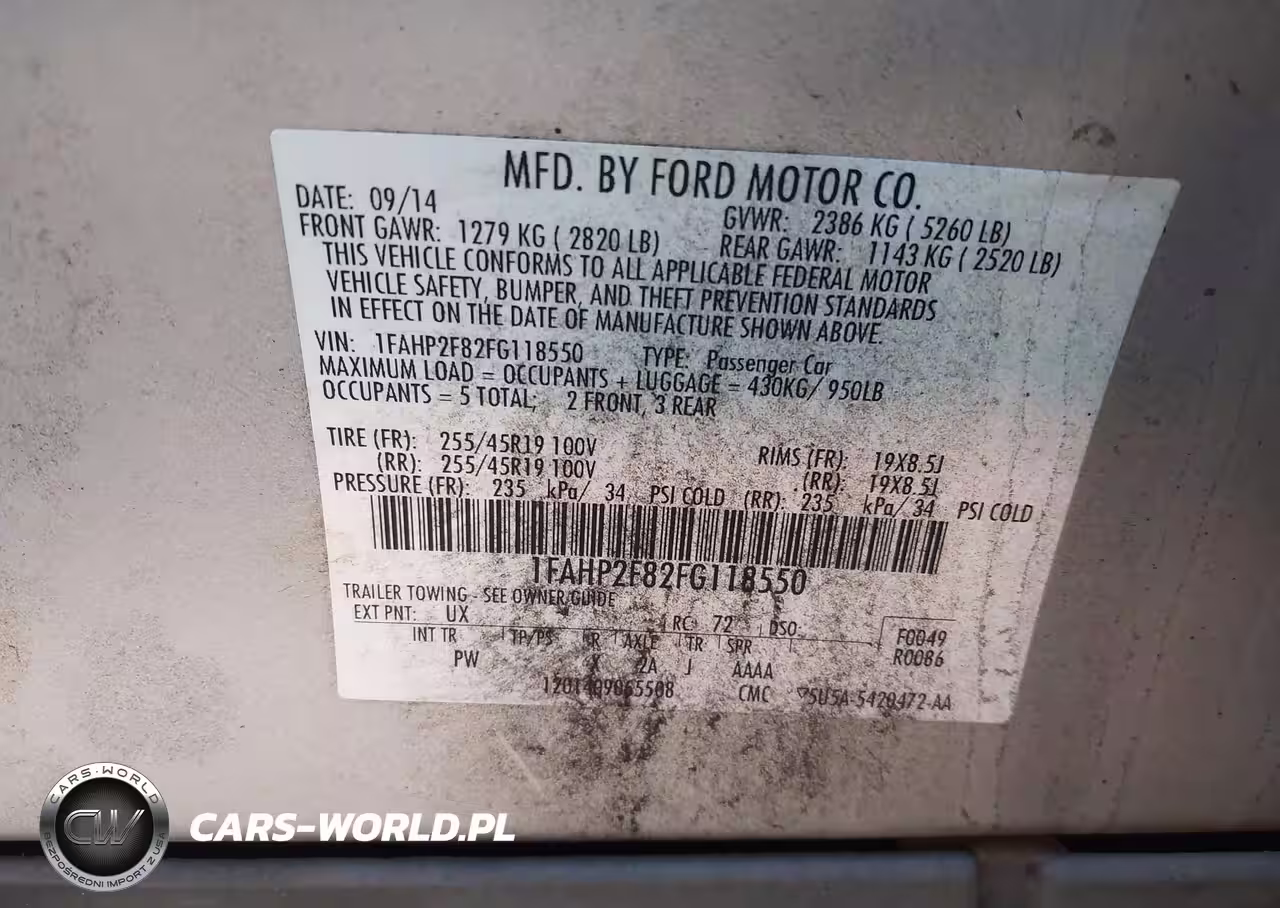 MFD. BY FORD MOTOR CO.
DATE: 09/14 GVWR: 2386 KG ( 5260 LB)
FRONT GAWR: 1279 KG ( 2820 LB) REAR GAWR: 1143 KG ( 2520 LB)
THIS VEHICLE CONFORMS TO ALL APPLICABLE FEDERAL MOTOR
VEHICLE SAFETY, BUMPER, AND THEFT PREVENTION STANDARDS
IN EFFECT ON THE DATE OF MANUFACTURE SHOWN ABOVE.
VIN: 1FAHP2F82FG118550 TYPE: Passenger Car
MAXIMUM LOAD = OCCUPANTS + LUGGAGE = 430KG/ 950LB
OCCUPANTS = 5 TOTAL; 2 FRONT, 3 REAR
TIRE (FR): 255/45R19 100V RIMS (FR): 19X8.5J
(RR): 255/45R19 100V (RR): 19X8.5J
PRESSURE (FR): 235 kPa/ 34 PSI COLD (RR): 235 kPa/ 34 PSI COLD
1FAHP2F82FG118550
TRAILER TOWING - SEE OWNER GUIDE
EXT PNT: UX RC: 72 DSO:
INT TR TP/PS R AXLE TR SPR F0049
PW X 2A J AAAA R0086
CMC
CARS-WORLD
CW
BEZPOŚREDNI IMPORT Z USA
CARS-WORLD.PL